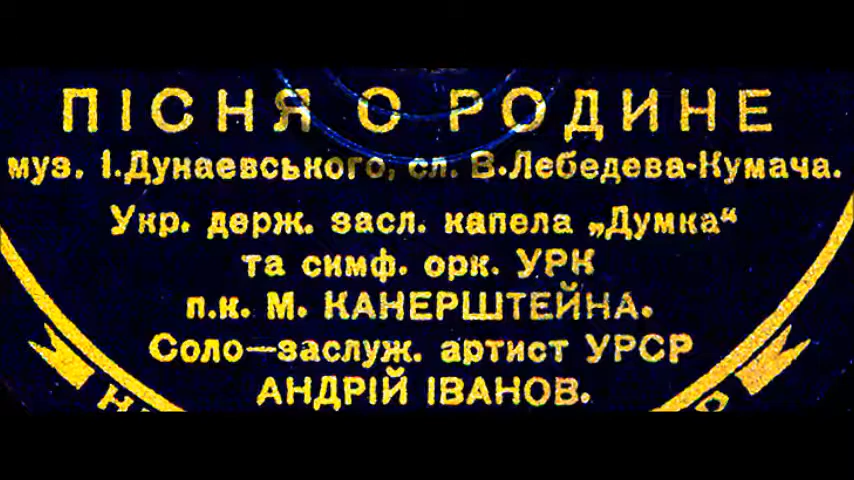 ПІСНЯ О РОДИНЕ
муз. І.Дунаевського, сл. В.Лебедева-Кумача.
Укр. держ. засл. капела „Думка“
та симф. орк. УРК
п.к. М. КАНЕРШТЕЙНА.
Соло—заслуж. артист УРСР
АНДРІЙ ІВАНОВ.